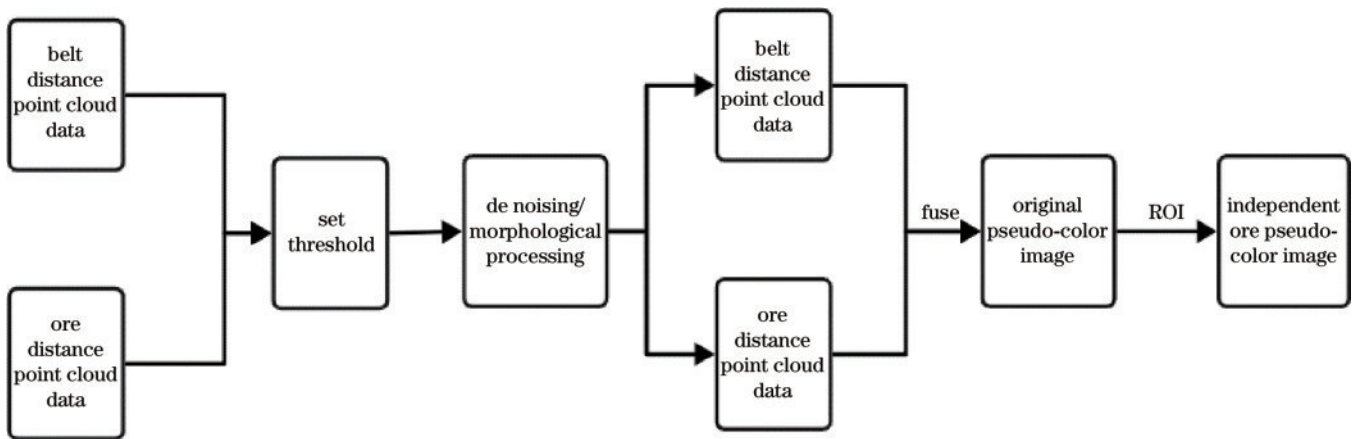 belt
distance
point cloud
data
ore
distance
point cloud
data
set
threshold
de noising/
morphological
processing
belt
distance
point cloud
data
ore
distance
point cloud
data
fuse
original
pseudo-color
image
ROI
independent
ore pseudo-
color image